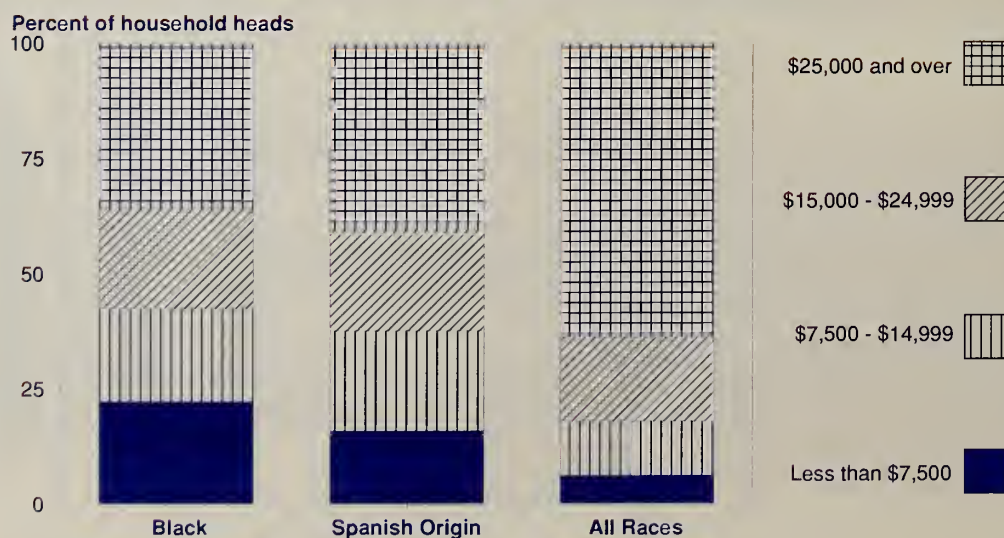 Percent of household heads
100
75
50
25
0
Black
Spanish Origin
All Races
$25,000 and over
$15,000 - $24,999
$7,500 - $14,999
Less than $7,500